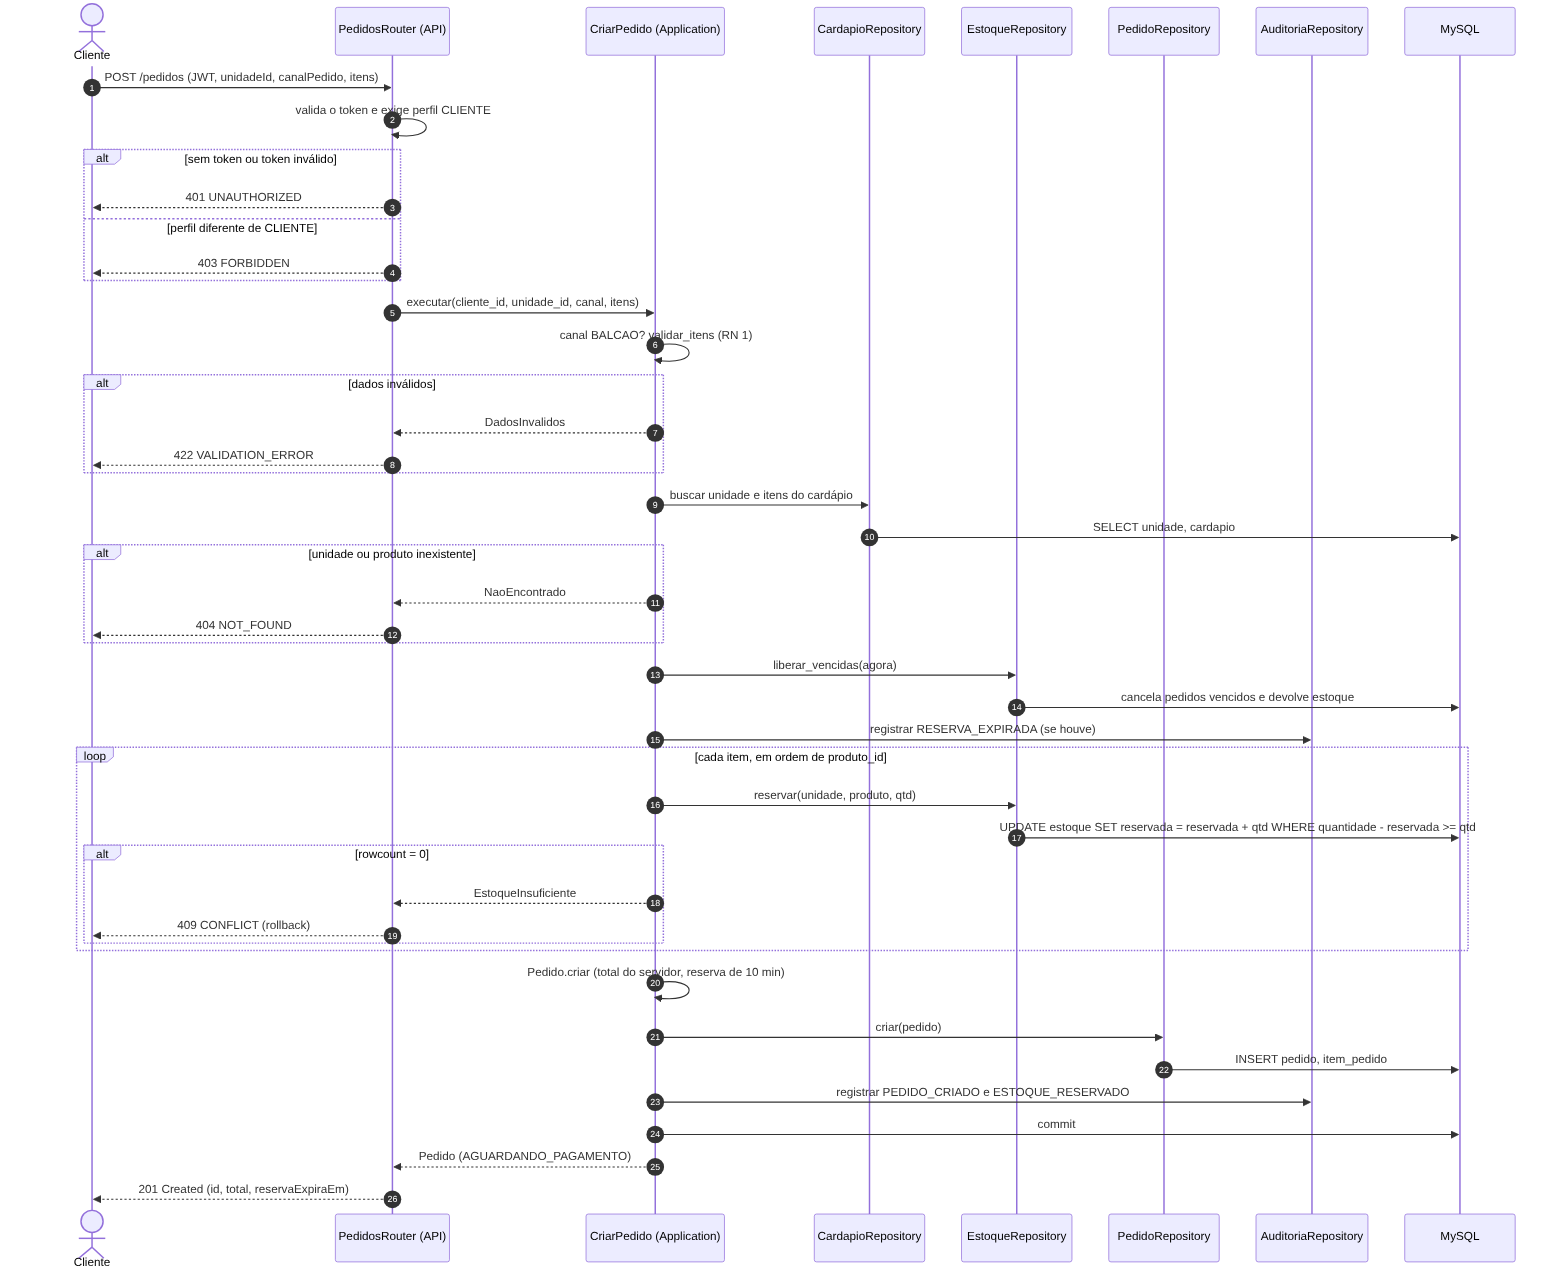 Cliente
PedidosRouter (API)
CriarPedido (Application)
CardapioRepository
EstoqueRepository
PedidoRepository
AuditoriaRepository
MySQL
1
POST /pedidos (JWT, unidadeId, canalPedido, itens)
2
valida o token e exige perfil CLIENTE
alt
[sem token ou token inválido]
401 UNAUTHORIZED
3
[perfil diferente de CLIENTE]
403 FORBIDDEN
4
5
executar(cliente_id, unidade_id, canal, itens)
6
canal BALCAO? validar_itens (RN 1)
alt
[dados inválidos]
DadosInvalidos
7
422 VALIDATION_ERROR
8
9
buscar unidade e itens do cardápio
10
SELECT unidade, cardapio
alt
[unidade ou produto inexistente]
NaoEncontrado
11
404 NOT_FOUND
12
13
liberar_vencidas(agora)
14
cancela pedidos vencidos e devolve estoque
15
registrar RESERVA_EXPIRADA (se houve)
loop
[cada item, em ordem de produto_id]
16
reservar(unidade, produto, qtd)
17
UPDATE estoque SET reservada = reservada + qtd WHERE quantidade - reservada >= qtd
alt
[rowcount = 0]
EstoqueInsuficiente
18
409 CONFLICT (rollback)
19
20
Pedido.criar (total do servidor, reserva de 10 min)
21
criar(pedido)
22
INSERT pedido, item_pedido
23
registrar PEDIDO_CRIADO e ESTOQUE_RESERVADO
24
commit
Pedido (AGUARDANDO_PAGAMENTO)
25
201 Created (id, total, reservaExpiraEm)
26
Cliente
PedidosRouter (API)
CriarPedido (Application)
CardapioRepository
EstoqueRepository
PedidoRepository
AuditoriaRepository
MySQL